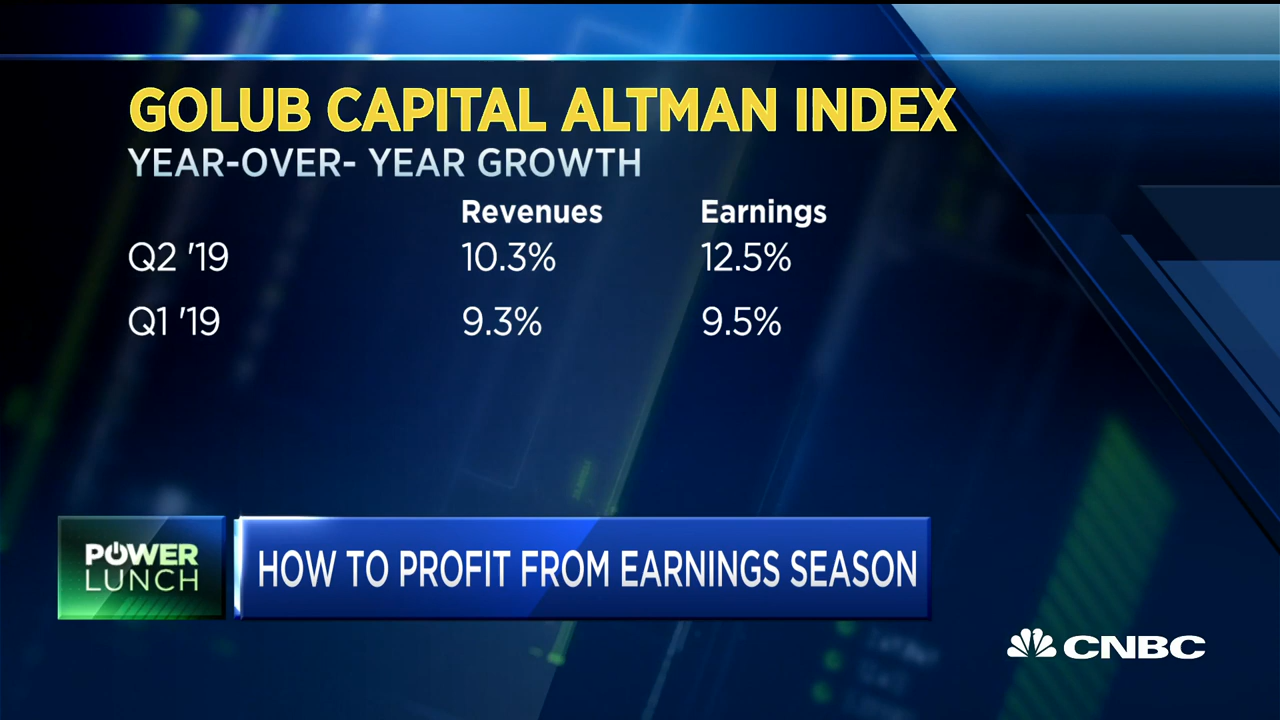 GOLUB CAPITAL ALTMAN INDEX
YEAR-OVER- YEAR GROWTH
Revenues Earnings
Q2 '19 10.3% 12.5%
Q1 '19 9.3% 9.5%
POWER
LUNCH
HOW TO PROFIT FROM EARNINGS SEASON
CNBC